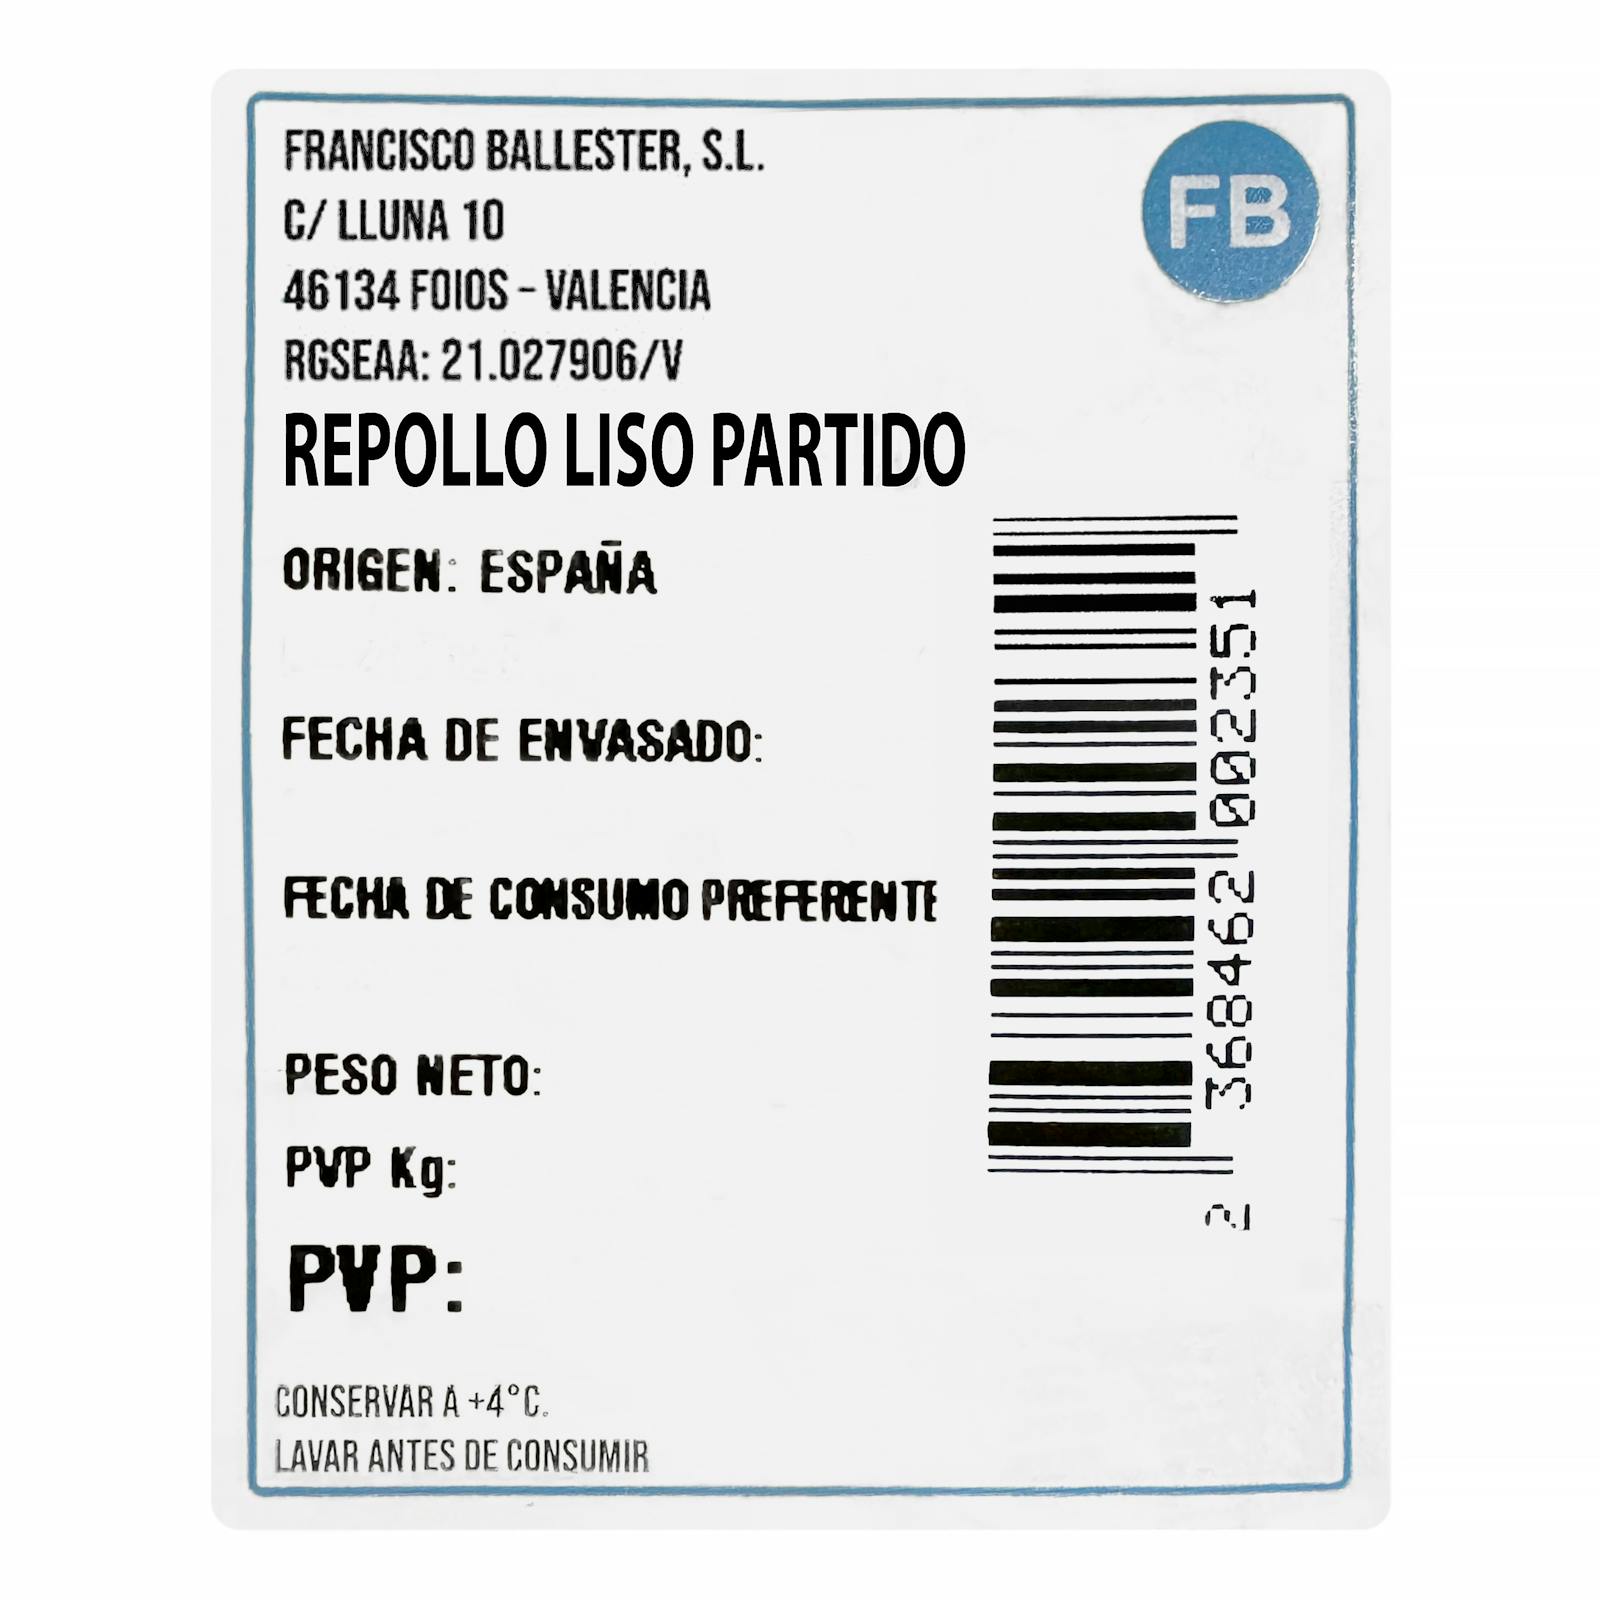 FRANCISCO BALLESTER, S.L.
C/ LLUNA 10
46134 FOIOS - VALENCIA
RGSEAA: 21.027906/V
FB
REPOLLO LISO PARTIDO
ORIGEN: ESPAÑA
FECHA DE ENVASADO:
FECHA DE CONSUMO PREFERENTE
PESO NETO:
PVP Kg:
PVP:
2 368462 002351
CONSERVAR A +4°C.
LAVAR ANTES DE CONSUMIR